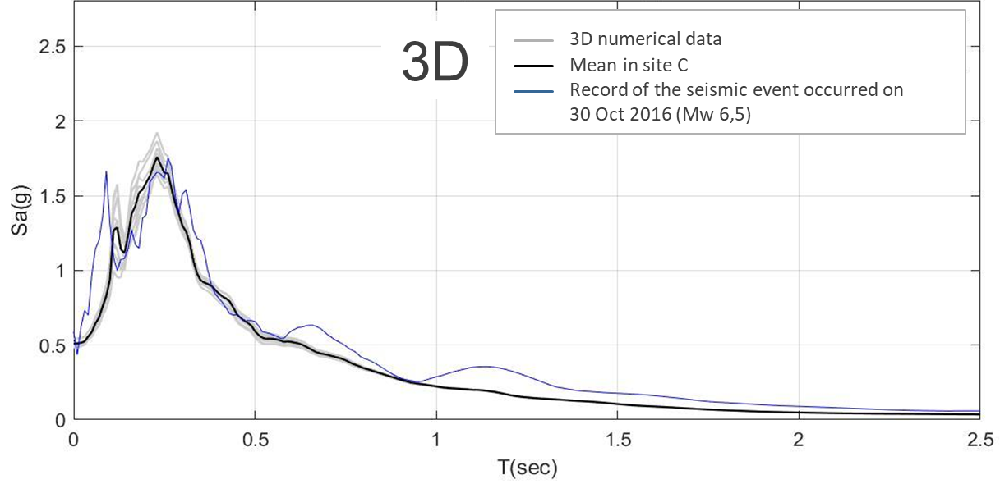 3D
3D numerical data
Mean in site C
Record of the seismic event occurred on
30 Oct 2016 (Mw 6,5)
2.5
2
1.5
1
0.5
0
Sa(g)
0 0.5 1 1.5 2 2.5
T(sec)